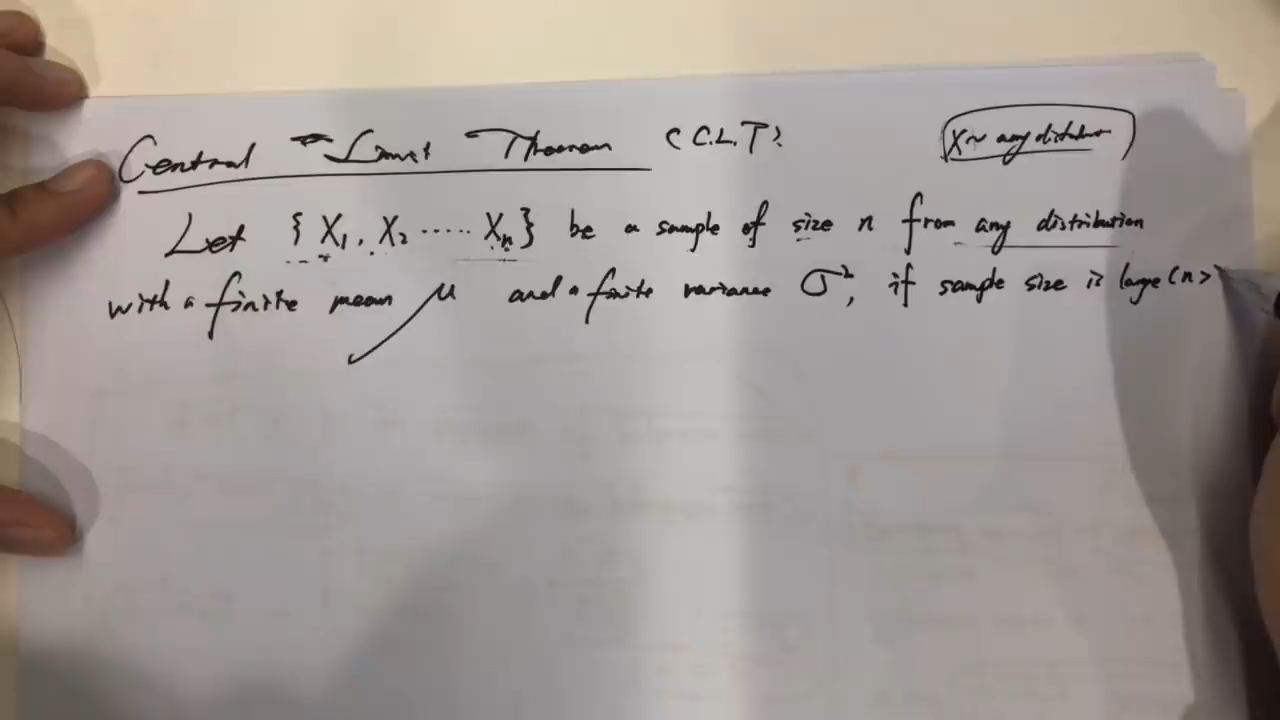 Central Limit Theorem (C.L.T)
X ~ any distribution
Let {X₁, X₂ ..... Xₙ} be a sample of size n from any distribution
with a finite mean μ and a finite variance σ², if sample size is large (n>